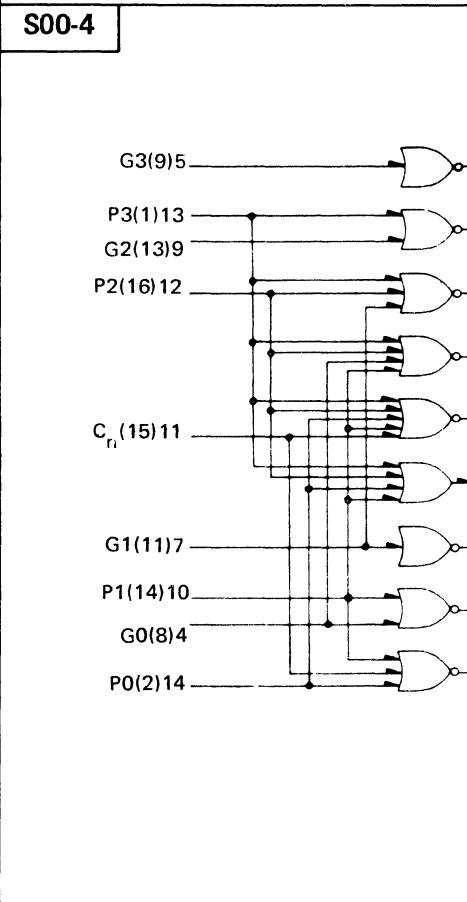 S00-4
G3(9)5
P3(1)13
G2(13)9
P2(16)12
Cn(15)11
G1(11)7
P1(14)10
G0(8)4
P0(2)14